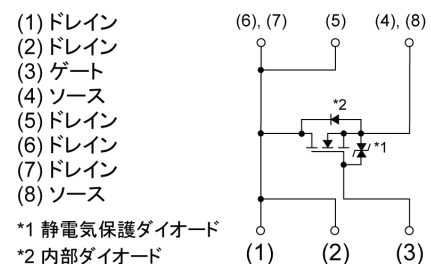 (1) ドレイン
(2) ドレイン
(3) ゲート
(4) ソース
(5) ドレイン
(6) ドレイン
(7) ドレイン
(8) ソース
*1 静電気保護ダイオード
*2 内部ダイオード
(6), (7) (5) (4), (8)
*2
*1
(1) (2) (3)